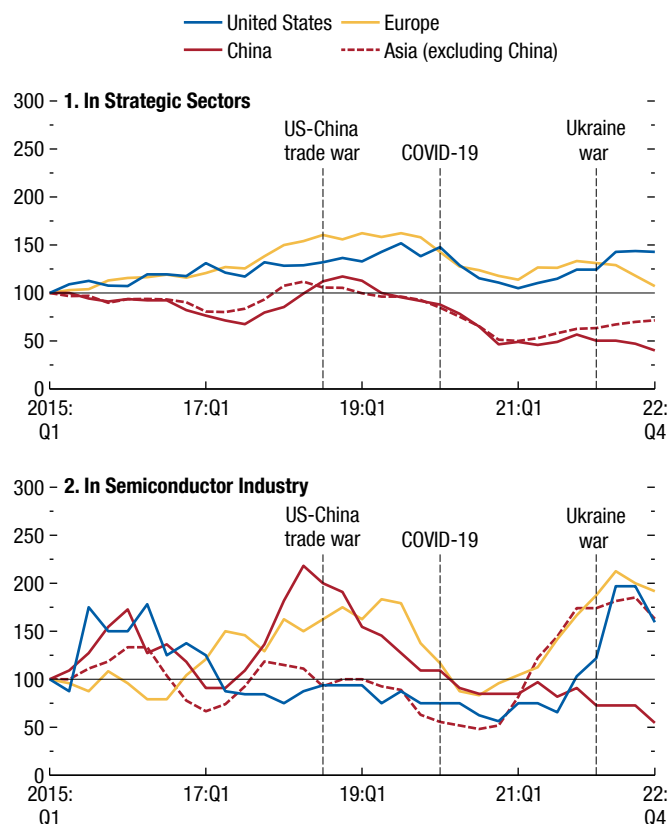 United States
Europe
China
Asia (excluding China)
1. In Strategic Sectors
300
250
200
150
100
50
0
US-China
trade war
COVID-19
Ukraine
war
2015:
Q1
17:Q1
19:Q1
21:Q1
22:
Q4
2. In Semiconductor Industry
300
250
200
150
100
50
0
US-China
trade war
COVID-19
Ukraine
war
2015:
Q1
17:Q1
19:Q1
21:Q1
22:
Q4